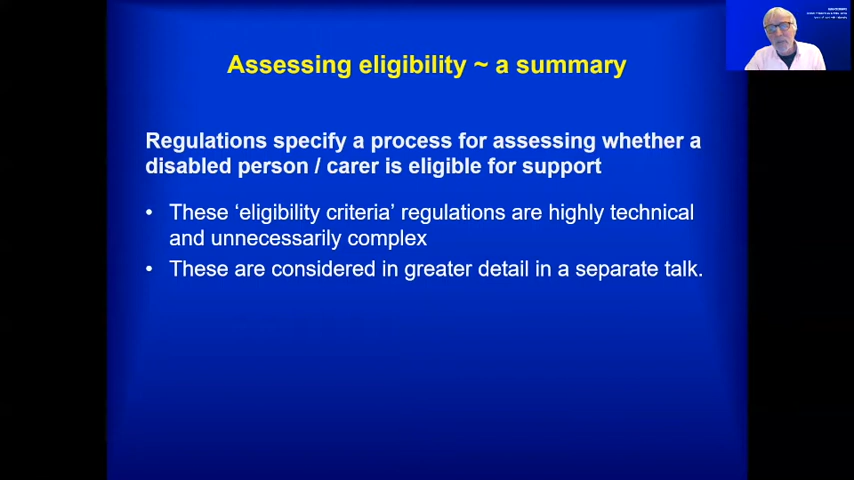 Assessing eligibility ~ a summary
Regulations specify a process for assessing whether a
disabled person / carer is eligible for support
• These ‘eligibility criteria’ regulations are highly technical
and unnecessarily complex
• These are considered in greater detail in a separate talk.